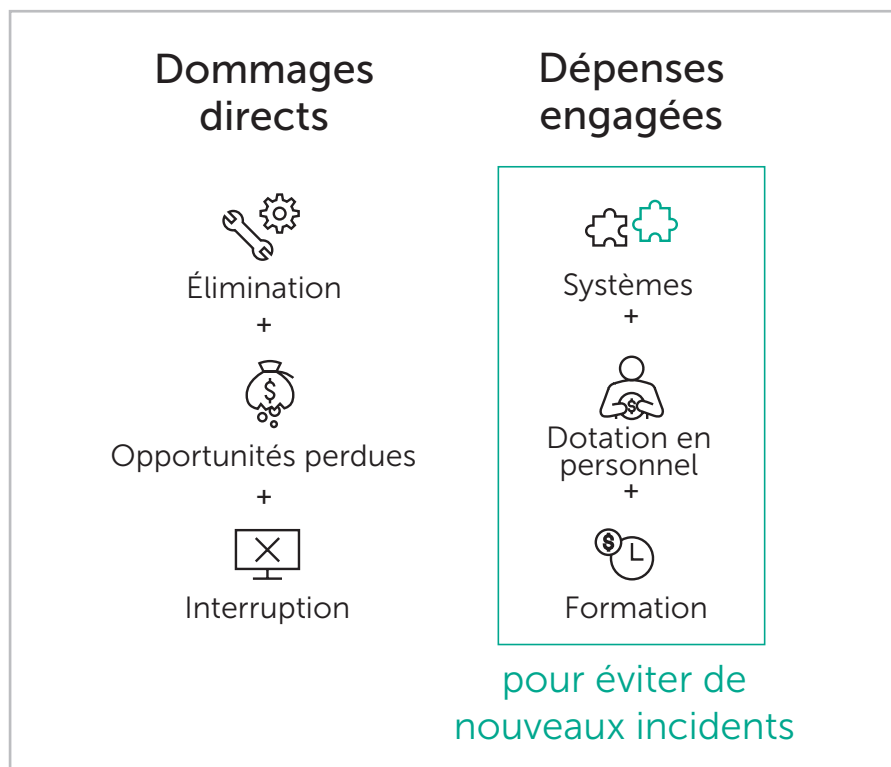 Dommages
directs
Élimination
+
$
Opportunités perdues
+
Interruption
Dépenses
engagées
Systèmes
+
$
Dotation en
personnel
+
$
Formation
pour éviter de
nouveaux incidents